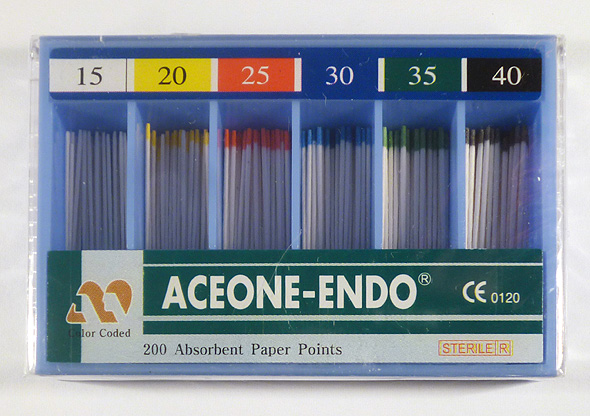 15 20 25 30 35 40
ACEONE-ENDO® CE 0120
Color Coded
200 Absorbent Paper Points STERILE R